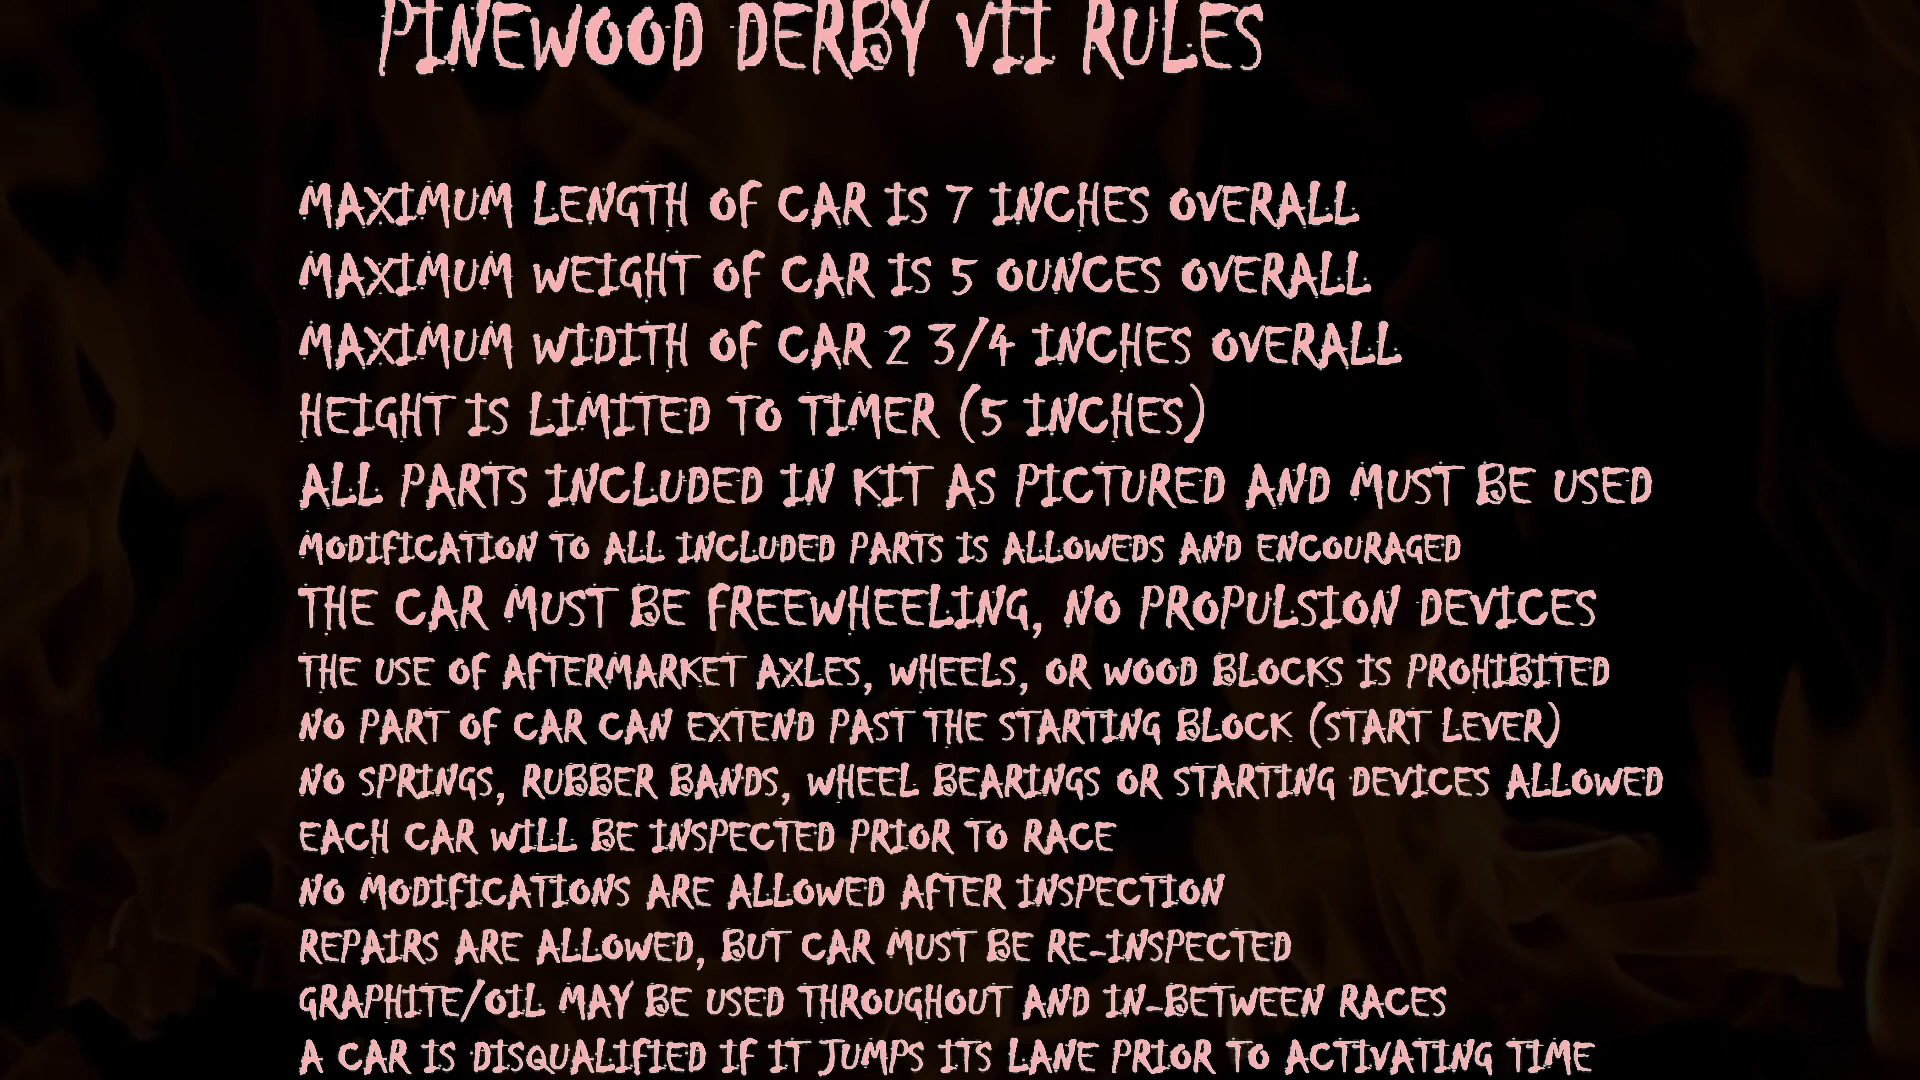 PINEWOOD DERBY VII RULES
MAXIMUM LENGTH OF CAR IS 7 INCHES OVERALL
MAXIMUM WEIGHT OF CAR IS 5 OUNCES OVERALL
MAXIMUM WIDITH OF CAR 2 3/4 INCHES OVERALL
HEIGHT IS LIMITED TO TIMER (5 INCHES)
ALL PARTS INCLUDED IN KIT AS PICTURED AND MUST BE USED
MODIFICATION TO ALL INCLUDED PARTS IS ALLOWEDS AND ENCOURAGED
THE CAR MUST BE FREEWHEELING, NO PROPULSION DEVICES
THE USE OF AFTERMARKET AXLES, WHEELS, OR WOOD BLOCKS IS PROHIBITED
NO PART OF CAR CAN EXTEND PAST THE STARTING BLOCK (START LEVER)
NO SPRINGS, RUBBER BANDS, WHEEL BEARINGS OR STARTING DEVICES ALLOWED
EACH CAR WILL BE INSPECTED PRIOR TO RACE
NO MODIFICATIONS ARE ALLOWED AFTER INSPECTION
REPAIRS ARE ALLOWED, BUT CAR MUST BE RE-INSPECTED
GRAPHITE/OIL MAY BE USED THROUGHOUT AND IN-BETWEEN RACES
A CAR IS DISQUALIFIED IF IT JUMPS ITS LANE PRIOR TO ACTIVATING TIME